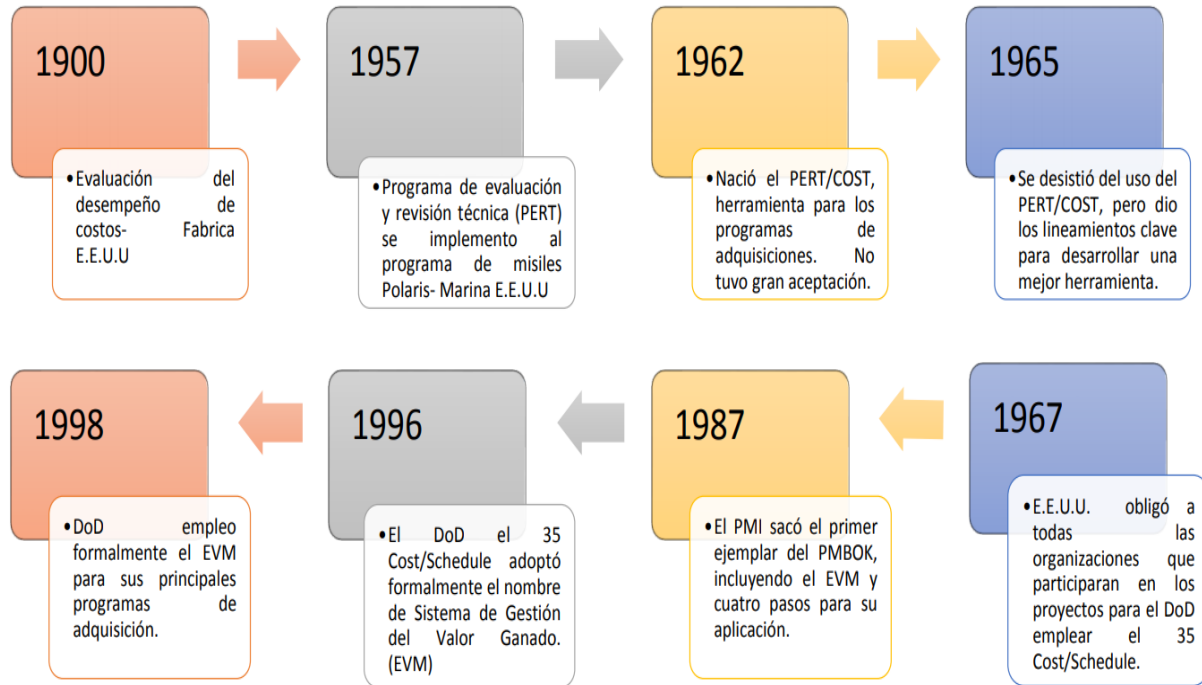 1900
•Evaluación del
desempeño de
costos- Fabrica
E.E.U.U
1957
•Programa de evaluación
y revisión técnica (PERT)
se implemento al
programa de misiles
Polaris- Marina E.E.U.U
1962
•Nació el PERT/COST,
herramienta para los
programas de
adquisiciones. No
tuvo gran aceptación.
1965
•Se desistió del uso del
PERT/COST, pero dio
los lineamientos clave
para desarrollar una
mejor herramienta.
1967
•E.E.U.U. obligó a
todas las
organizaciones que
participaran en los
proyectos para el DoD
emplear el 35
Cost/Schedule.
1987
•El PMI sacó el primer
ejemplar del PMBOK,
incluyendo el EVM y
cuatro pasos para su
aplicación.
1996
•El DoD el 35
Cost/Schedule adoptó
formalmente el nombre
de Sistema de Gestión
del Valor Ganado.
(EVM)
1998
•DoD empleo
formalmente el EVM
para sus principales
programas de
adquisición.